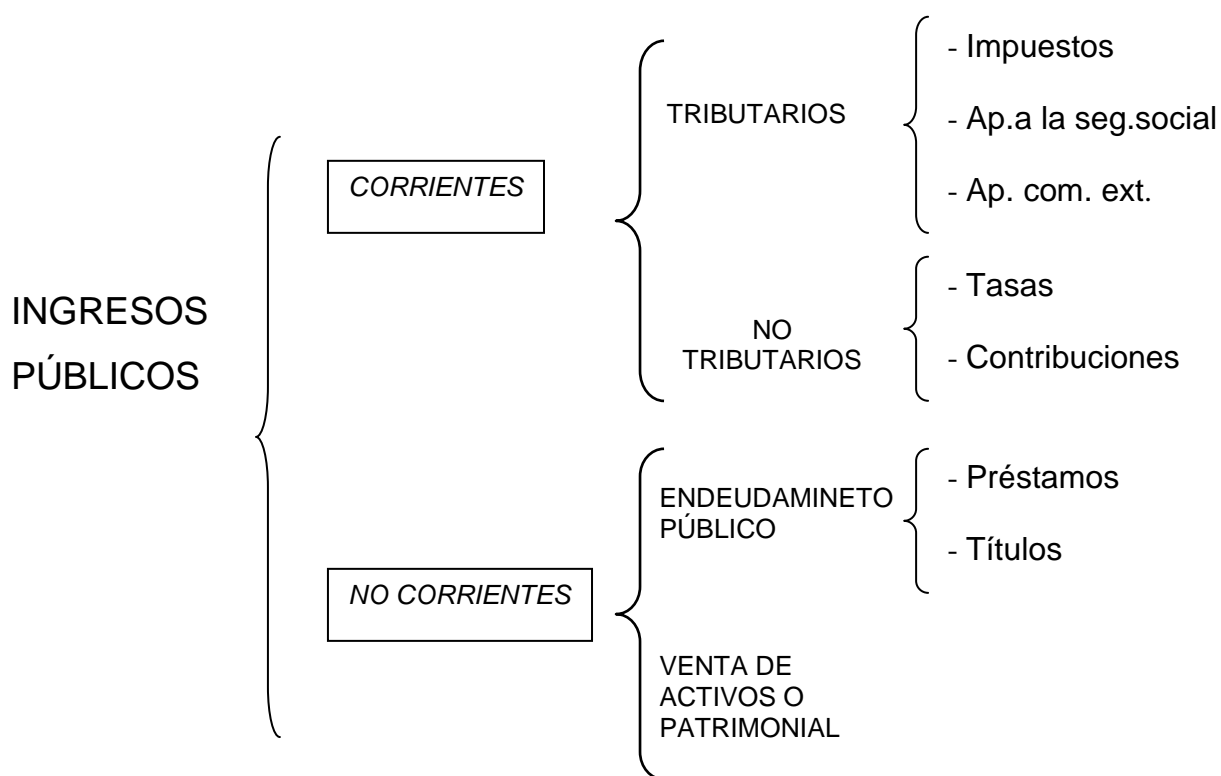 INGRESOS
PÚBLICOS
CORRIENTES
TRIBUTARIOS
- Impuestos
- Ap.a la seg.social
- Ap. com. ext.
NO
TRIBUTARIOS
- Tasas
- Contribuciones
NO CORRIENTES
ENDEUDAMINETO
PÚBLICO
- Préstamos
- Títulos
VENTA DE
ACTIVOS O
PATRIMONIAL